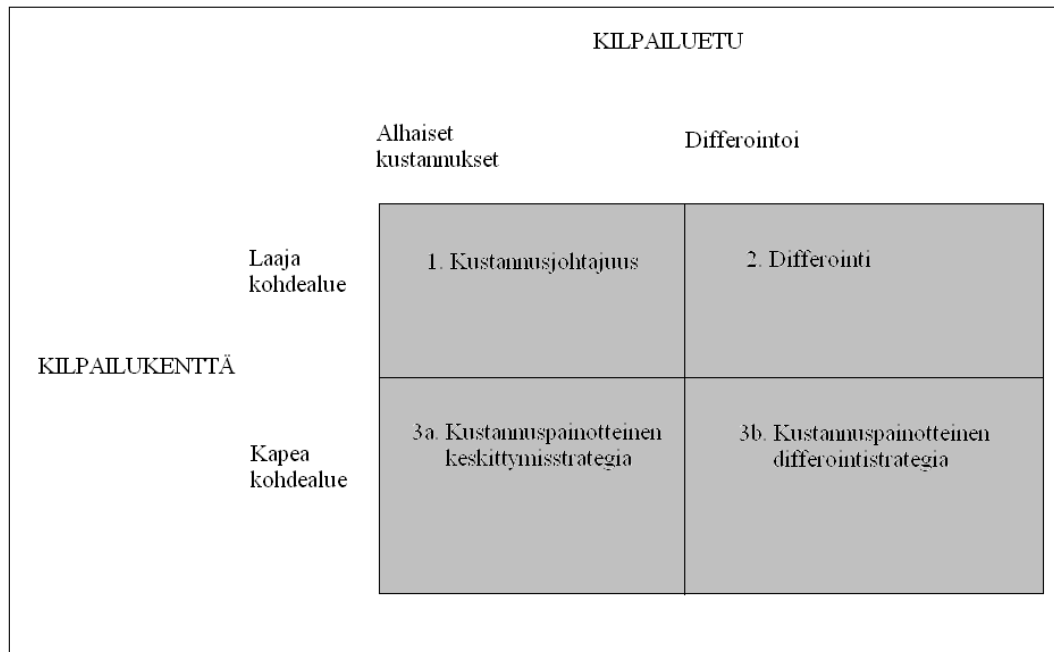 KILPAILUETU
Alhaiset
kustannukset
Differointoi
Laaja
kohdealue
1. Kustannusjohtajuus
2. Differointi
KILPAILUKENTTÄ
Kapea
kohdealue
3a. Kustannuspainotteinen
keskittymisstrategia
3b. Kustannuspainotteinen
differointistrategia